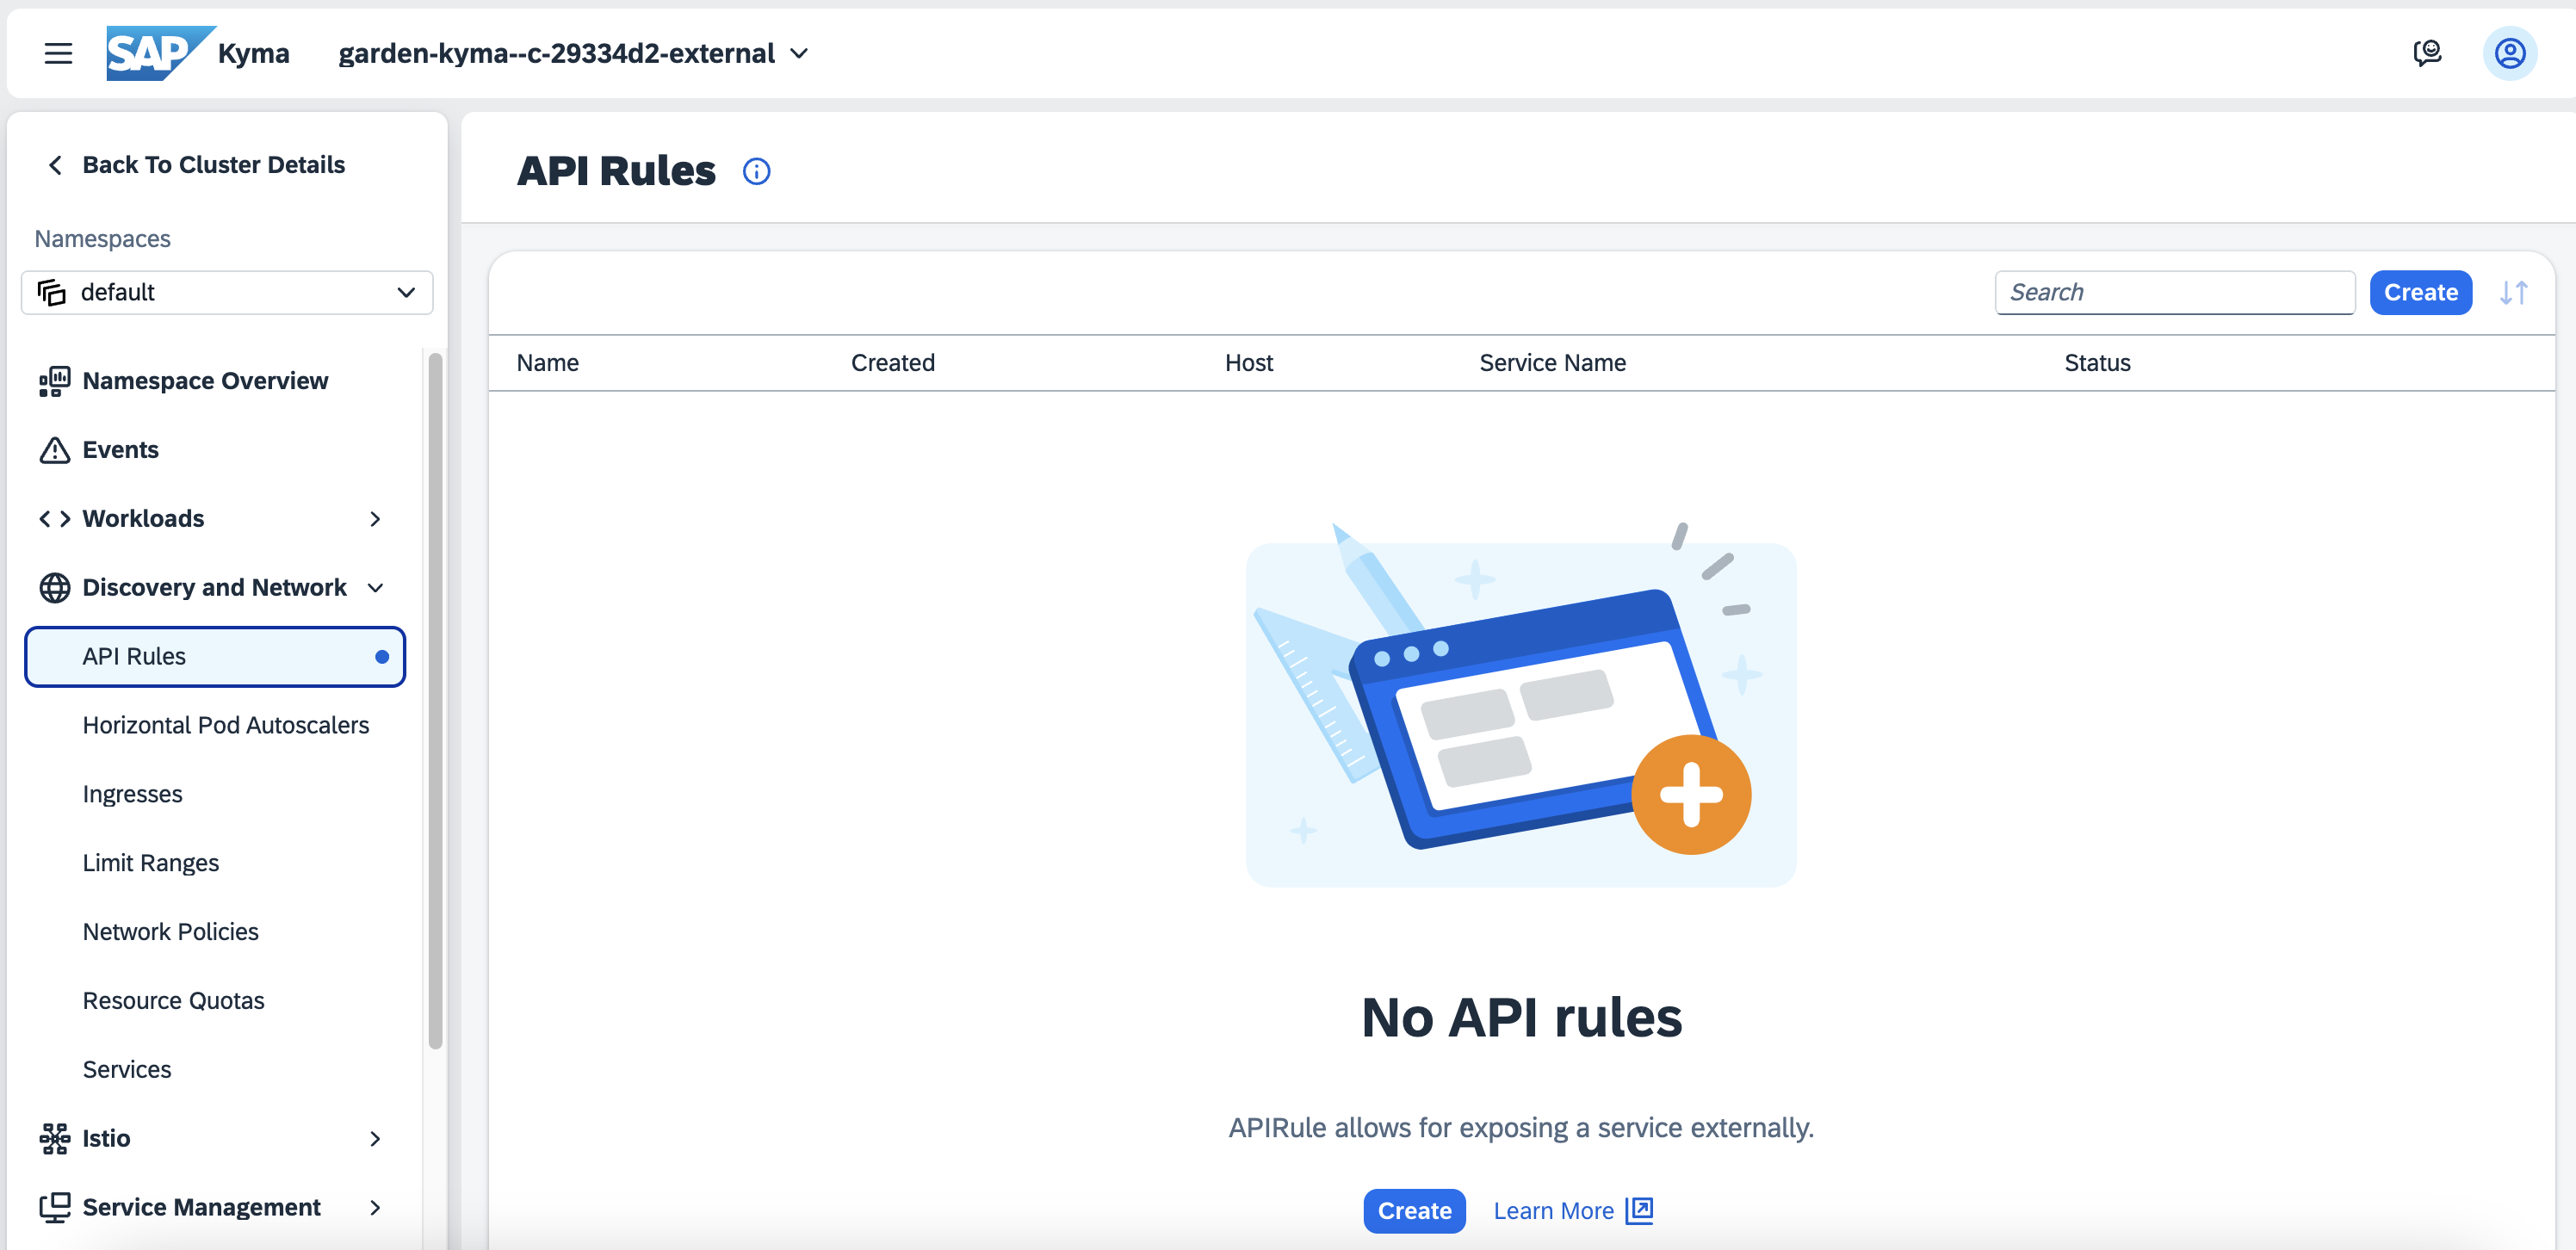 SAP Kyma garden-kyma--c-29334d2-external
Back To Cluster Details
Namespaces
default
Namespace Overview
Events
Workloads
Discovery and Network
API Rules
Horizontal Pod Autoscalers
Ingresses
Limit Ranges
Network Policies
Resource Quotas
Services
Istio
Service Management
API Rules
Search Create
Name Created Host Service Name Status
No API rules
APIRule allows for exposing a service externally.
Create Learn More